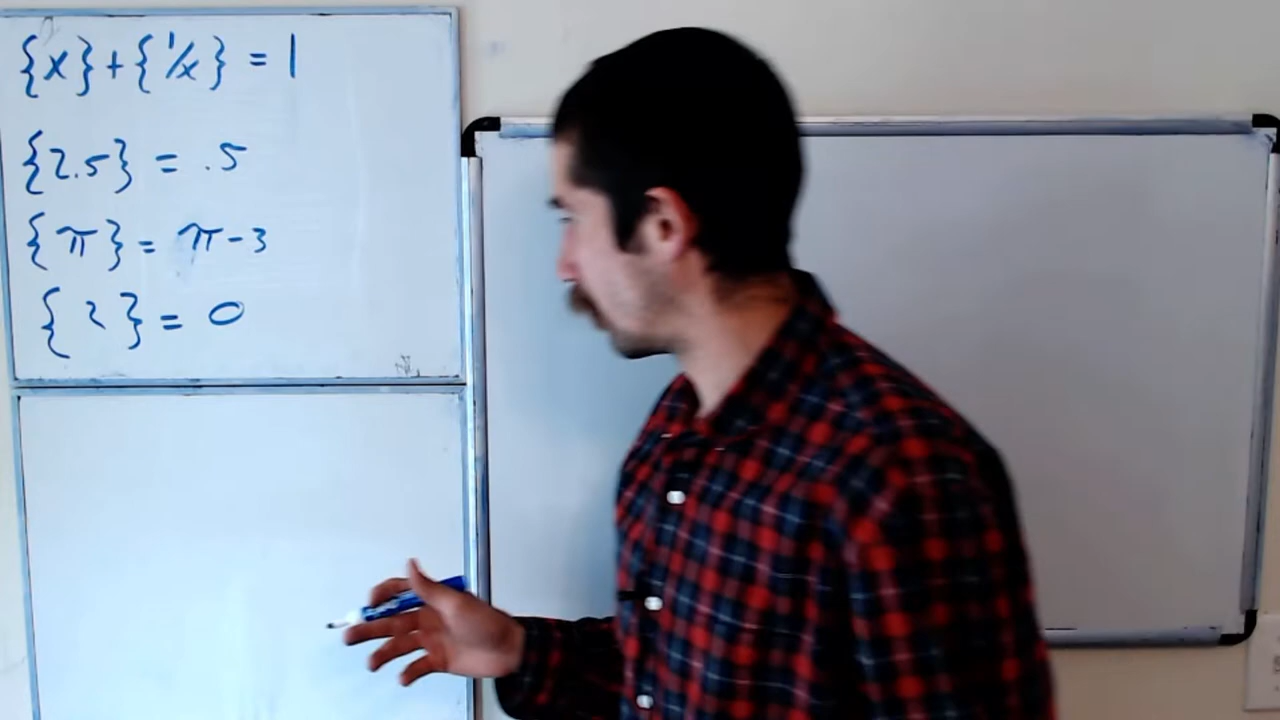 {x}+{1/x} = 1
{2.5} = .5
{π} = π-3
{2} = 0